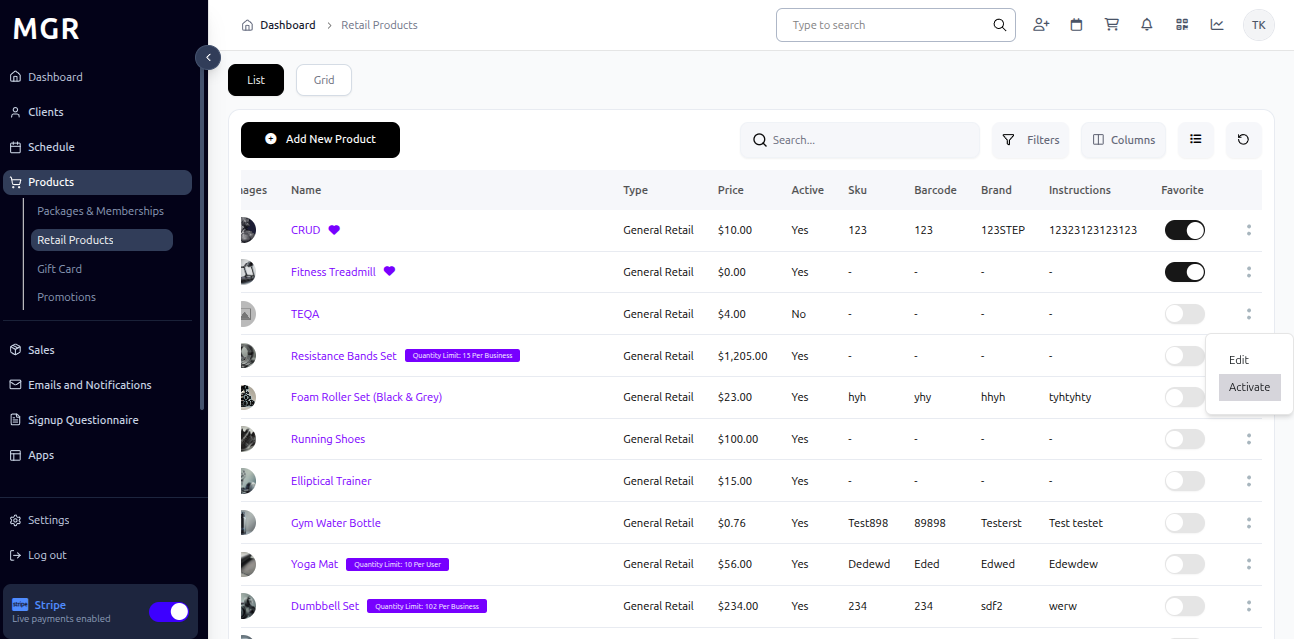 MGR
Dashboard
Clients
Schedule
Products
Packages & Memberships
Retail Products
Gift Card
Promotions
Sales
Emails and Notifications
Signup Questionnaire
Apps
Settings
Log out
stripe Stripe
Live payments enabled
Dashboard > Retail Products
Type to search
TK
List Grid
Add New Product Search... Filters Columns
ages Name Type Price Active Sku Barcode Brand Instructions Favorite
CRUD General Retail $10.00 Yes 123 123 123STEP 12323123123123
Fitness Treadmill General Retail $0.00 Yes - - - -
TEQA General Retail $4.00 No - - - -
Resistance Bands Set Quantity Limit: 15 Per Business General Retail $1,205.00 Yes - - - -
Foam Roller Set (Black & Grey) General Retail $23.00 Yes hyh yhy hhyh tyhtyhty
Running Shoes General Retail $100.00 Yes - - - -
Elliptical Trainer General Retail $15.00 Yes - - - -
Gym Water Bottle General Retail $0.76 Yes Test898 89898 Testerst Test testet
Yoga Mat Quantity Limit: 10 Per User General Retail $56.00 Yes Dedewd Eded Edwed Edewdew
Dumbbell Set Quantity Limit: 102 Per Business General Retail $234.00 Yes 234 234 sdf2 werw
Edit
Activate